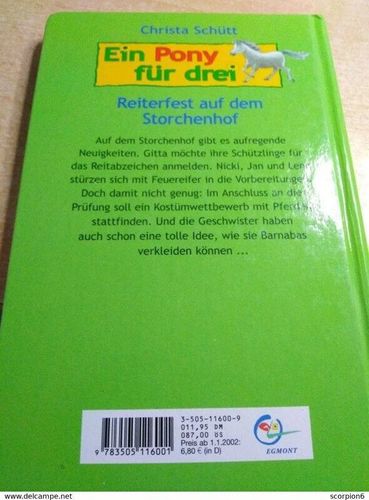 Christa Schütt
Ein Pony
für drei
Reiterfest auf dem
Storchenhof
Auf dem Storchenhof gibt es aufregende
Neuigkeiten. Gitta möchte ihre Schützlinge für
das Reitabzeichen anmelden. Nicki, Jan und Leni
stürzen sich mit Feuereifer in die Vorbereitungen.
Doch damit nicht genug: Im Anschluss an die
Prüfung soll ein Kostümwettbewerb mit Pferden
stattfinden. Und die Geschwister haben
auch schon eine tolle Idee, wie sie Barnabas
verkleiden können ...
3-505-11600-9
011,95 DM
087,00 ÖS
Preis ab 1.1.2002:
6,80 € (in D)
9 783505 116001
EGMONT
www.delcampe.net
scorpion6